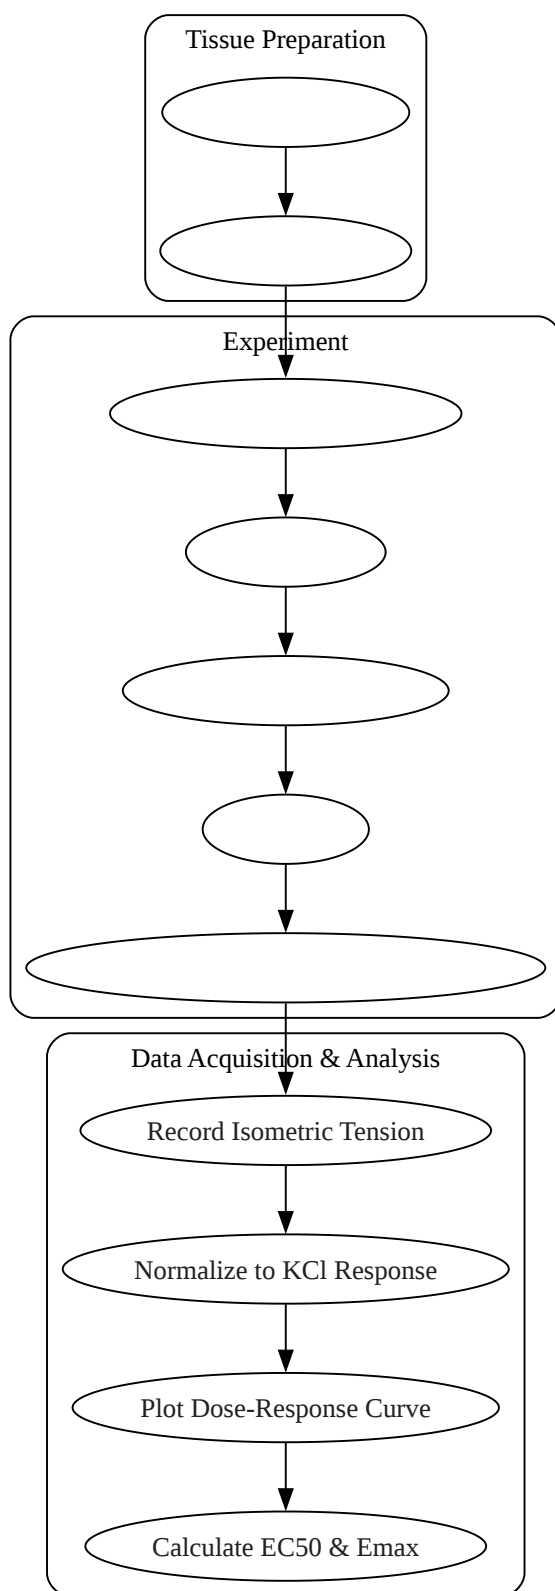 Tissue Preparation
Experiment
Data Acquisition & Analysis
Record Isometric Tension
Normalize to KCl Response
Plot Dose-Response Curve
Calculate EC50 & Emax